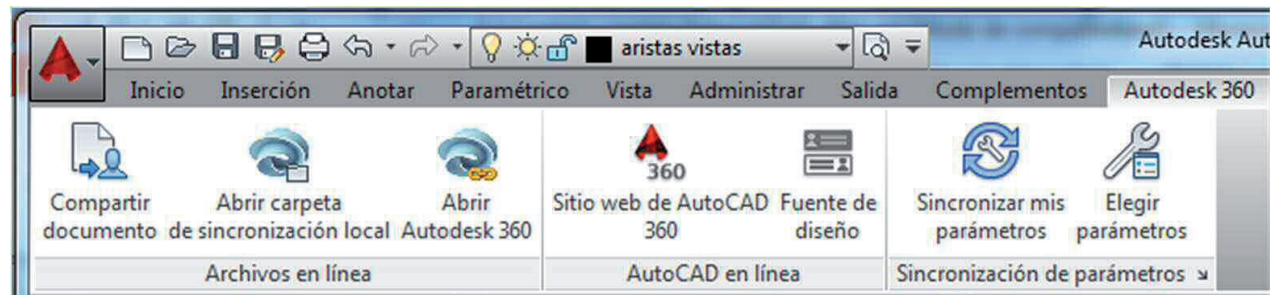 aristas vistas
Autodesk Aut
Inicio Inserción Anotar Paramétrico Vista Administrar Salida Complementos Autodesk 360
360
Compartir documento
Abrir carpeta de sincronización local
Abrir Autodesk 360
Sitio web de AutoCAD 360
Fuente de diseño
Sincronizar mis parámetros
Elegir parámetros
Archivos en línea
AutoCAD en línea
Sincronización de parámetros